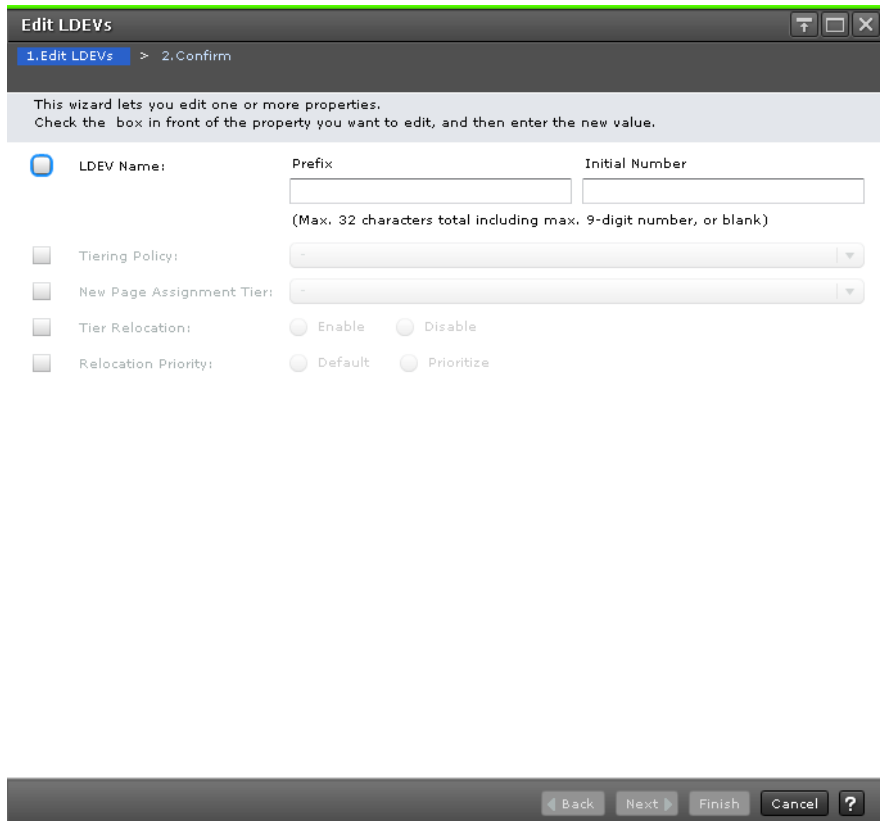 Edit LDEVs
1.Edit LDEVs > 2.Confirm
This wizard lets you edit one or more properties.
Check the box in front of the property you want to edit, and then enter the new value.
LDEV Name: Prefix Initial Number
(Max. 32 characters total including max. 9-digit number, or blank)
Tiering Policy: -
New Page Assignment Tier: -
Tier Relocation: Enable Disable
Relocation Priority: Default Prioritize
Back Next Finish Cancel ?